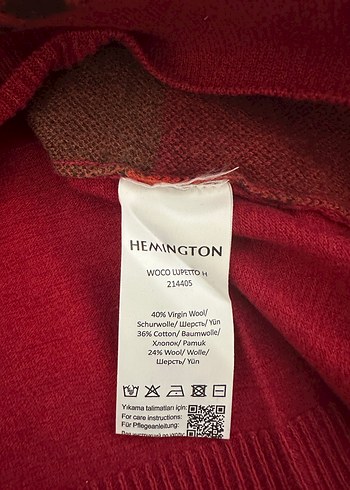 HEMINGTON
WOCO LUPETTO H
214405
40% Virgin Wool/
Schurwolle/ Шерсть/ Yün
36% Cotton/ Baumwolle/
Хлопок/ Pamuk
24% Wool/ Wolle/
Шерсть/ Yün
Yıkama talimatları için:
For care instructions:
Für Pflegeanleitung: